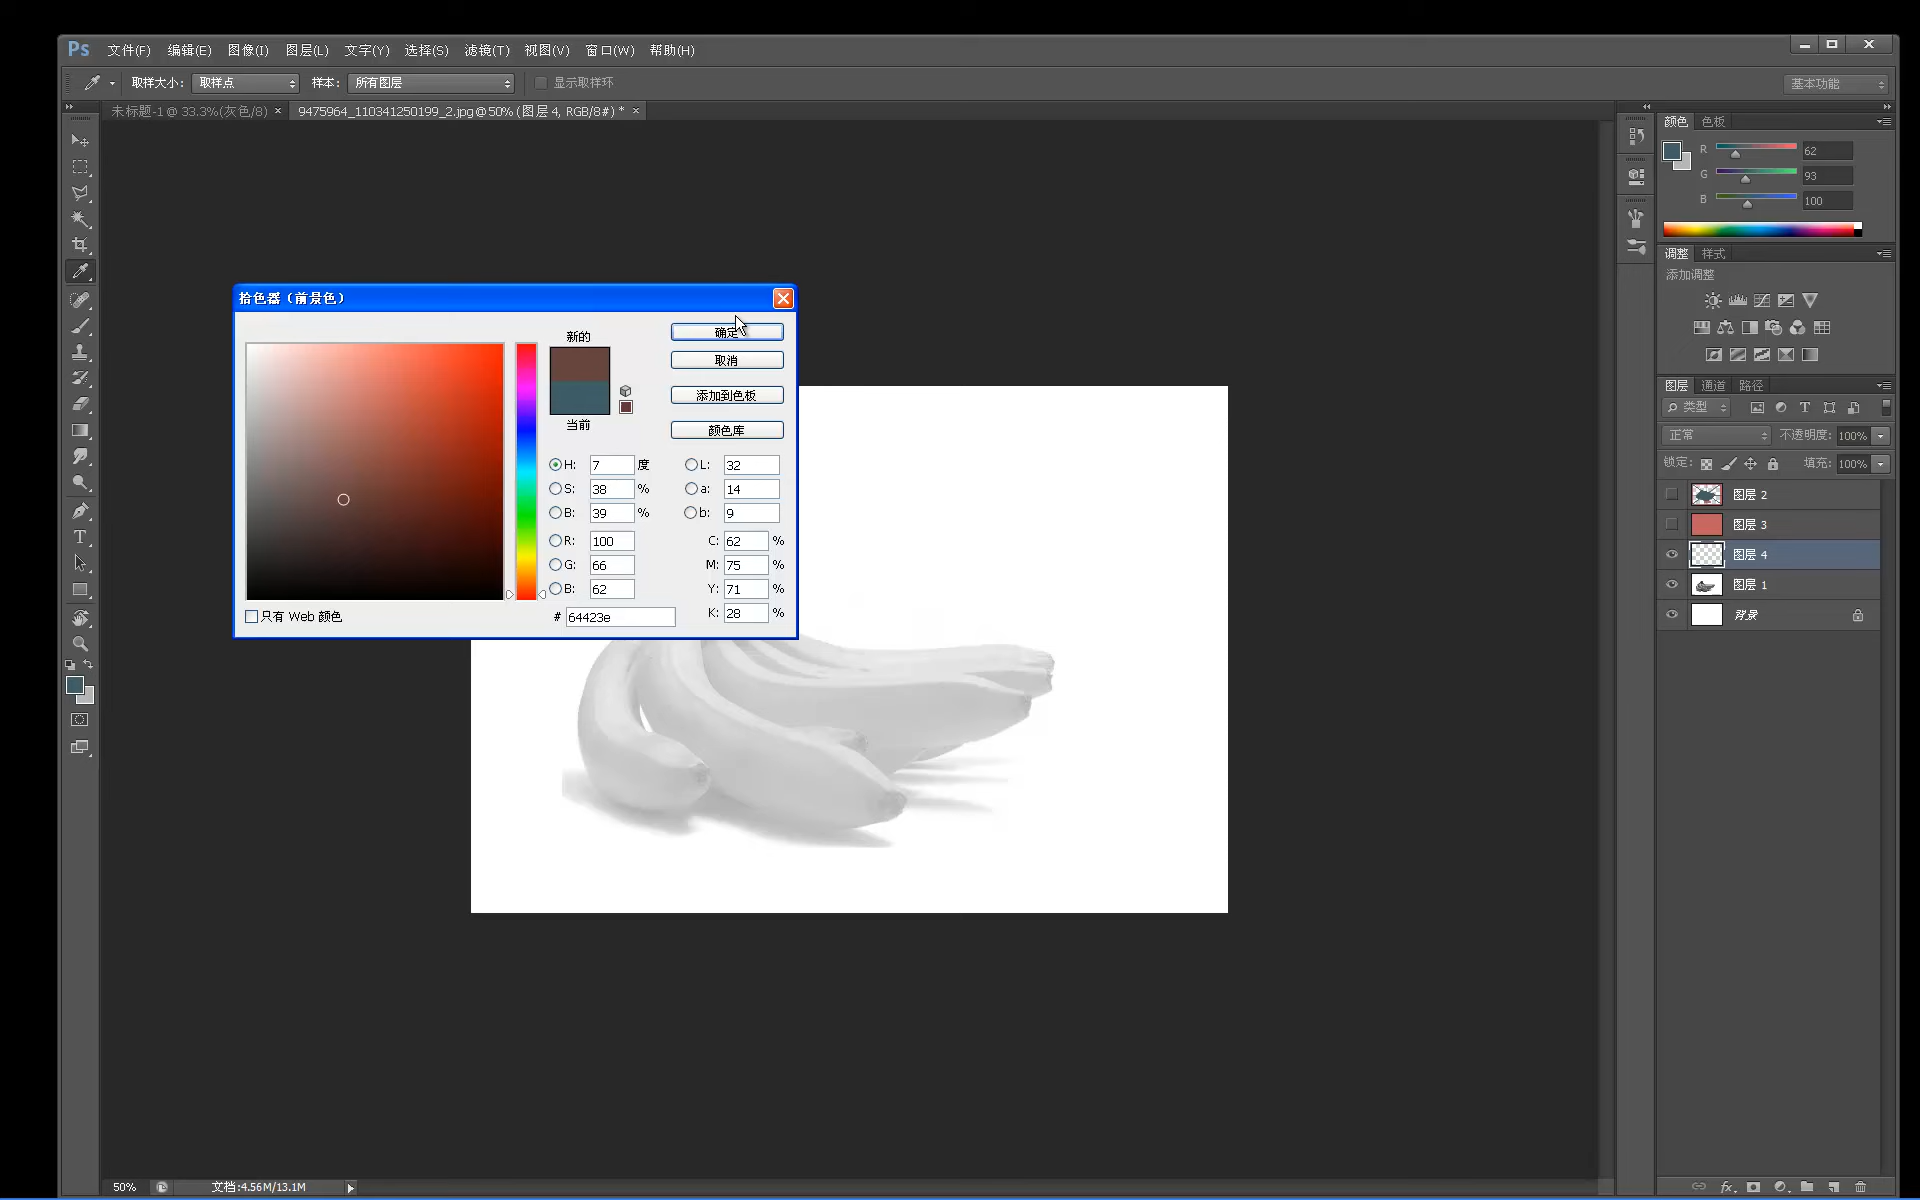 Ps 文件(F) 编辑(E) 图像(I) 图层(L) 文字(Y) 选择(S) 滤镜(T) 视图(V) 窗口(W) 帮助(H)
取样大小: 取样点 样本: 所有图层 显示取样环 基本功能
未标题-1 @ 33.3%(灰色/8) × 9475964_110341250199_2.jpg @ 50% (图层 4, RGB/8#) * ×
颜色 色板
R 62
G 93
B 100
调整 样式
添加调整
图层 通道 路径
类型
正常 不透明度: 100%
锁定: 填充: 100%
图层 2
图层 3
图层 4
图层 1
背景
拾色器（前景色）
新的
当前
确定
取消
添加到色板
颜色库
H: 7 度
S: 38 %
B: 39 %
R: 100
G: 66
B: 62
# 64423e
L: 32
a: 14
b: 9
C: 62 %
M: 75 %
Y: 71 %
K: 28 %
只有 Web 颜色
T
50% 文档:4.56M/13.1M
fx